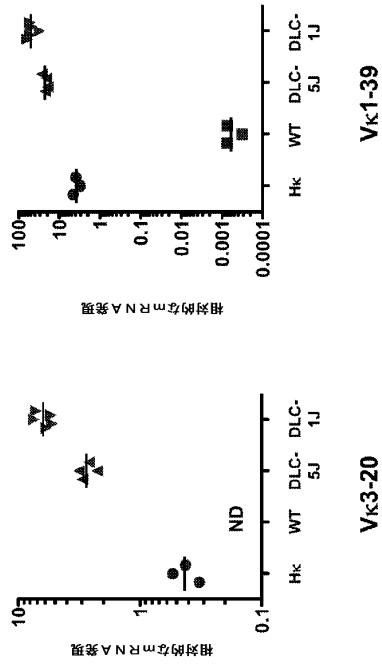 相対的なmRNA発現
10
1
0.1
ND
Hκ WT DLC- DLC-
5J 1J
Vκ3-20
相対的なmRNA発現
100
10
1
0.1
0.01
0.001
0.0001
Hκ WT DLC- DLC-
5J 1J
Vκ1-39